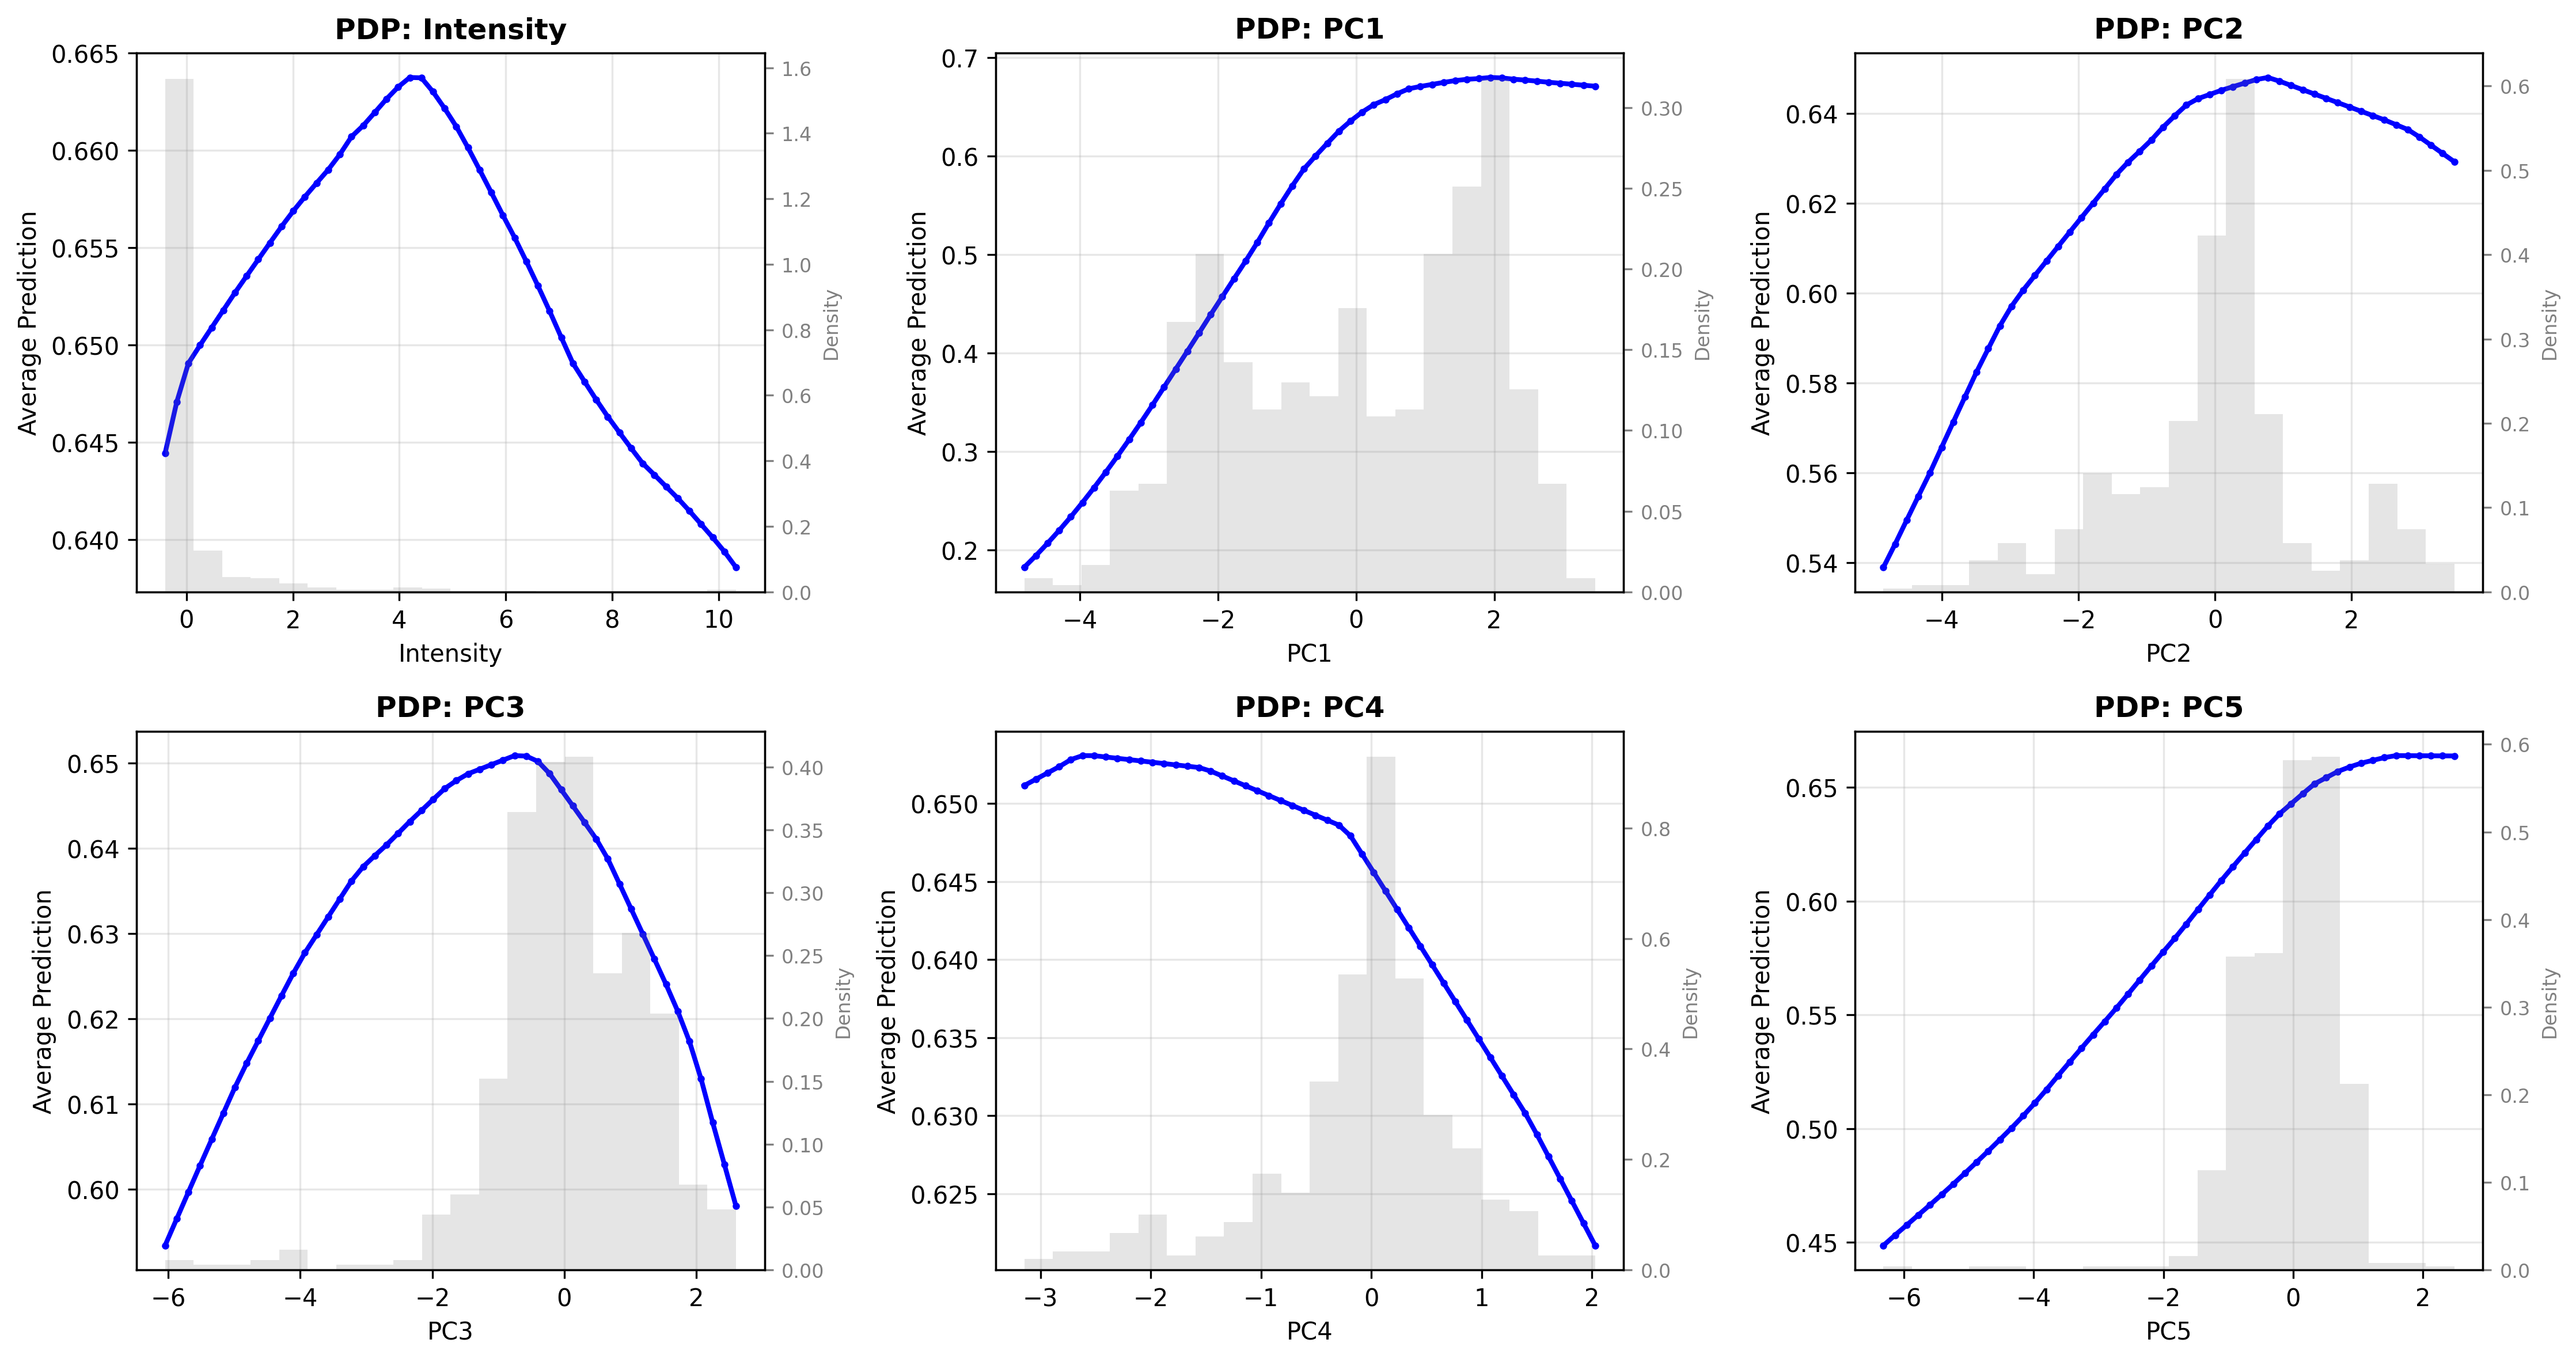 PDP: Intensity
0.665
0.660
0.655
0.650
0.645
0.640
Average Prediction
1.6
1.4
1.2
1.0
0.8
0.6
0.4
0.2
0.0
Density
0 2 4 6 8 10
Intensity
PDP: PC1
0.7
0.6
0.5
0.4
0.3
0.2
Average Prediction
0.30
0.25
0.20
0.15
0.10
0.05
0.00
Density
−4 −2 0 2
PC1
PDP: PC2
0.64
0.62
0.60
0.58
0.56
0.54
Average Prediction
0.6
0.5
0.4
0.3
0.2
0.1
0.0
Density
−4 −2 0 2
PC2
PDP: PC3
0.65
0.64
0.63
0.62
0.61
0.60
Average Prediction
0.40
0.35
0.30
0.25
0.20
0.15
0.10
0.05
0.00
Density
−6 −4 −2 0 2
PC3
PDP: PC4
0.650
0.645
0.640
0.635
0.630
0.625
Average Prediction
0.8
0.6
0.4
0.2
0.0
Density
−3 −2 −1 0 1 2
PC4
PDP: PC5
0.65
0.60
0.55
0.50
0.45
Average Prediction
0.6
0.5
0.4
0.3
0.2
0.1
0.0
Density
−6 −4 −2 0 2
PC5